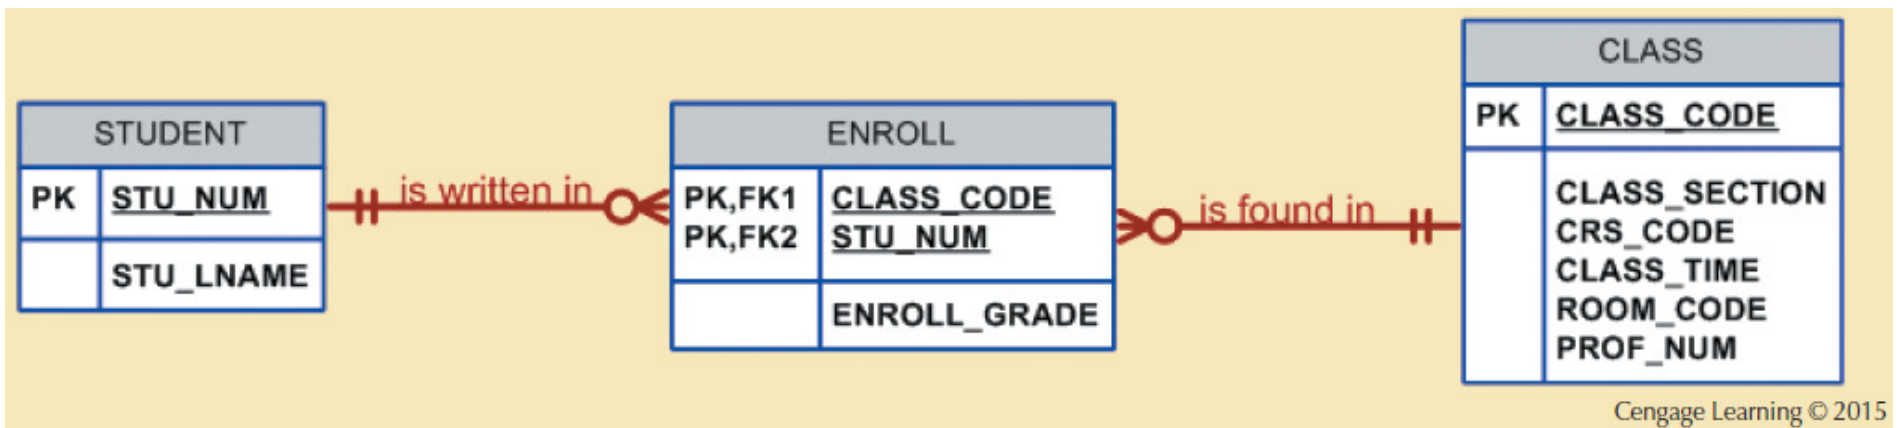 STUDENT
PK STU_NUM
STU_LNAME
is written in
ENROLL
PK,FK1 CLASS_CODE
PK,FK2 STU_NUM
ENROLL_GRADE
is found in
CLASS
PK CLASS_CODE
CLASS_SECTION
CRS_CODE
CLASS_TIME
ROOM_CODE
PROF_NUM
Cengage Learning © 2015